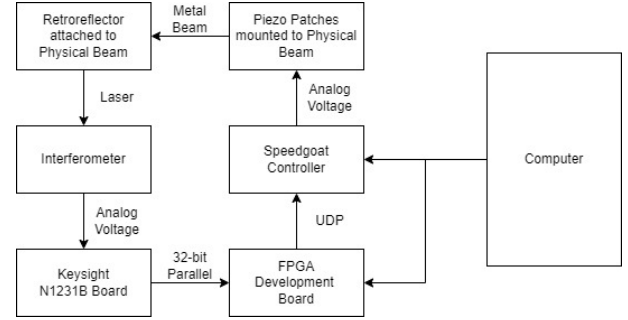 Retroreflector
attached to
Physical Beam
Metal
Beam
Piezo Patches
mounted to Physical
Beam
Laser
Analog
Voltage
Interferometer
Speedgoat
Controller
Computer
Analog
Voltage
UDP
Keysight
N1231B Board
32-bit
Parallel
FPGA
Development
Board